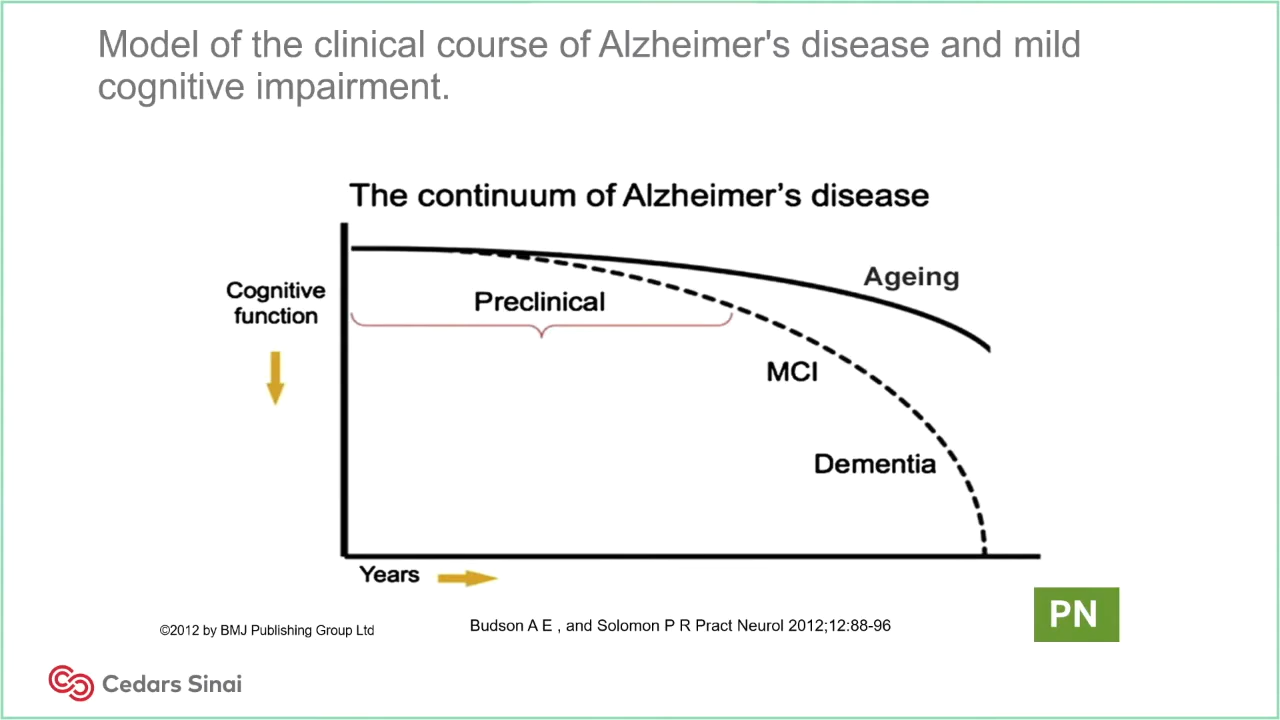 Model of the clinical course of Alzheimer's disease and mild
cognitive impairment.
The continuum of Alzheimer's disease
Ageing
Cognitive
function
Preclinical
MCI
Dementia
Years
©2012 by BMJ Publishing Group Ltd
Budson A E , and Solomon P R Pract Neurol 2012;12:88-96
PN
Cedars Sinai